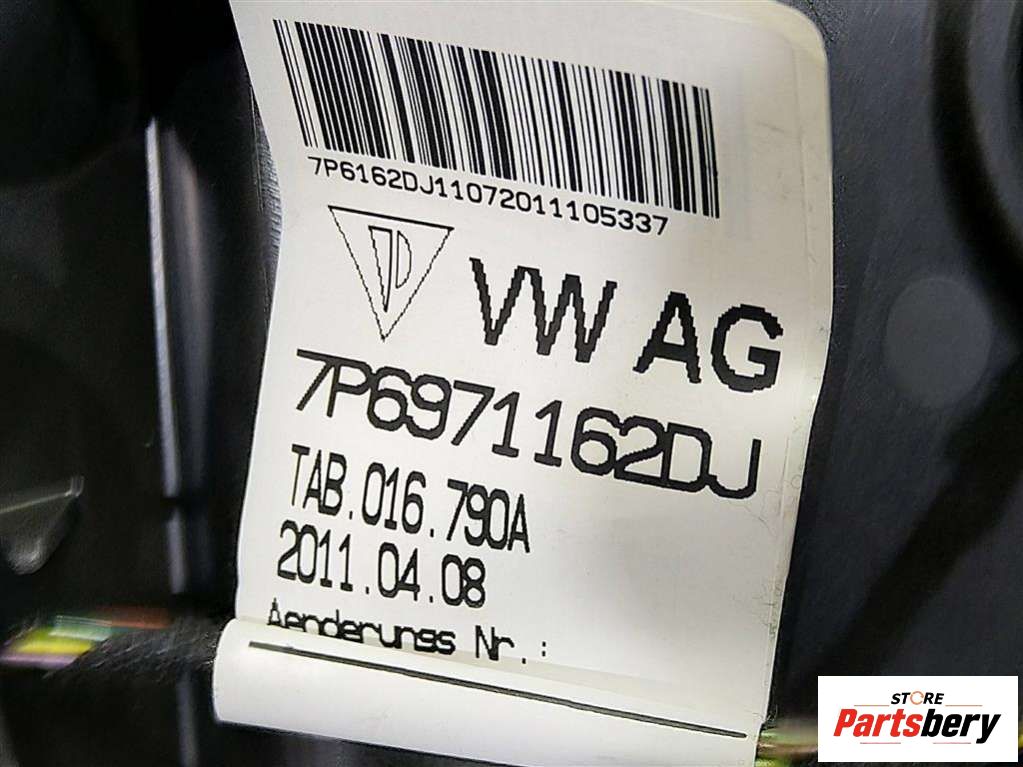 7P6162DJ11072011105337
VW AG
7P6971162DJ
TAB.016.790A
2011.04.08
Aenderungs Nr.:
STORE
Partsbery